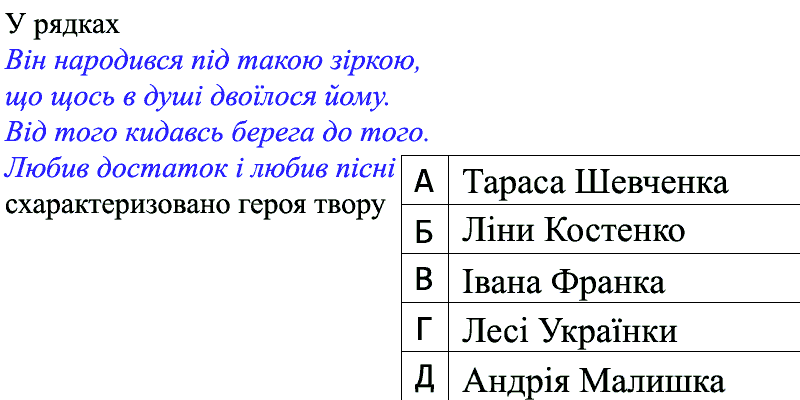 У рядках
Він народився під такою зіркою,
що щось в душі двоїлося йому.
Від того кидавсь берега до того.
Любив достаток і любив пісні
схарактеризовано героя твору
А Тараса Шевченка
Б Ліни Костенко
В Івана Франка
Г Лесі Українки
Д Андрія Малишка